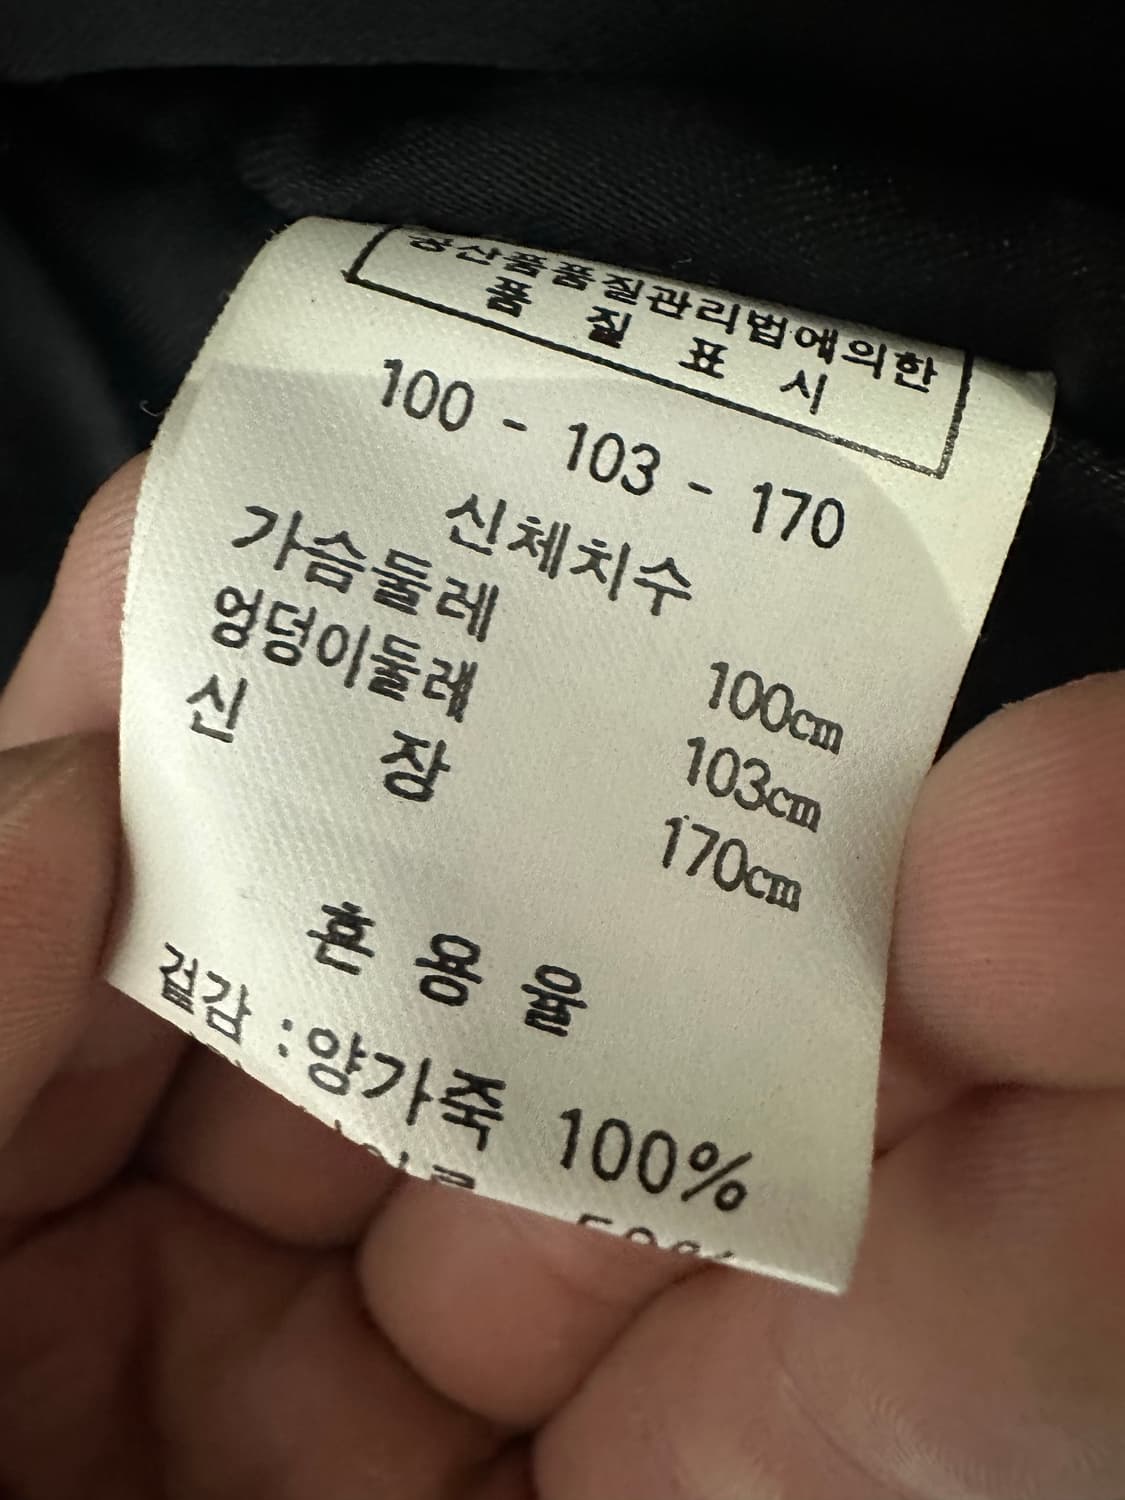 공산품품질관리법에의한
품 질 표 시
100 - 103 - 170
신체치수
가슴둘레 100cm
엉덩이둘레 103cm
신 장 170cm
혼 용 율
겉감 : 양가죽 100%